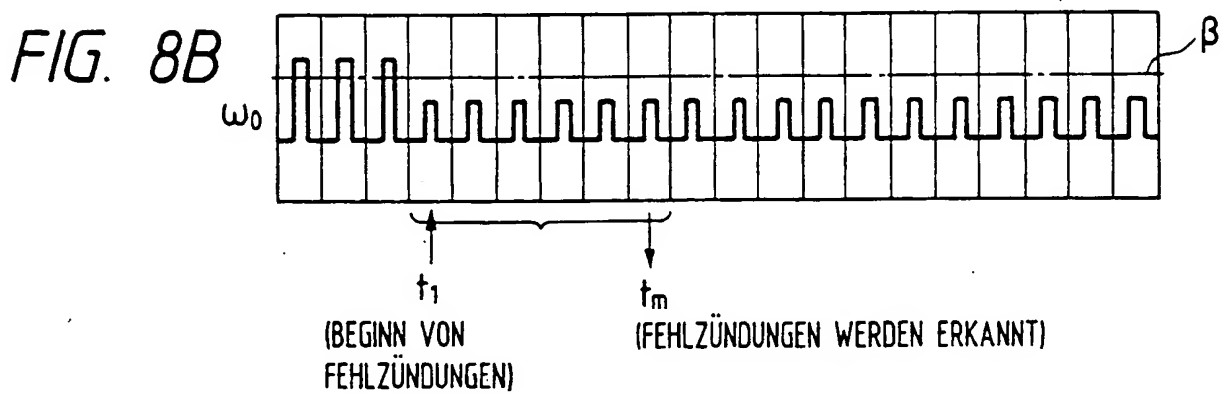 FIG. 8B
β
ω₀
t₁
tₘ
(BEGINN VON
FEHLZÜNDUNGEN)
(FEHLZÜNDUNGEN WERDEN ERKANNT)